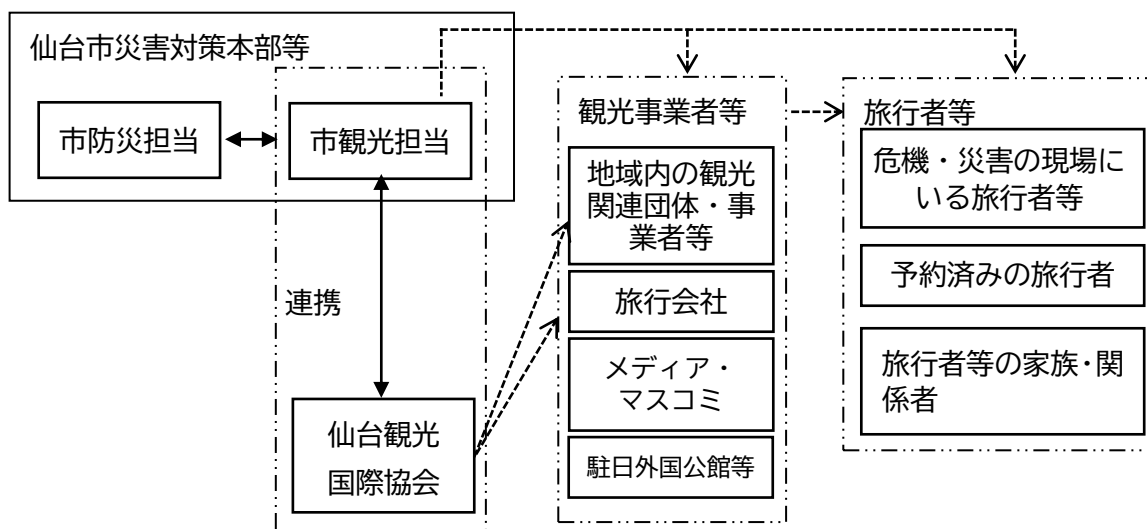 仙台市災害対策本部等
市防災担当
市観光担当
連携
仙台観光
国際協会
観光事業者等
地域内の観光
関連団体・事
業者等
旅行会社
メディア・
マスコミ
駐日外国公館等
旅行者等
危機・災害の現場に
いる旅行者等
予約済みの旅行者
旅行者等の家族・関
係者